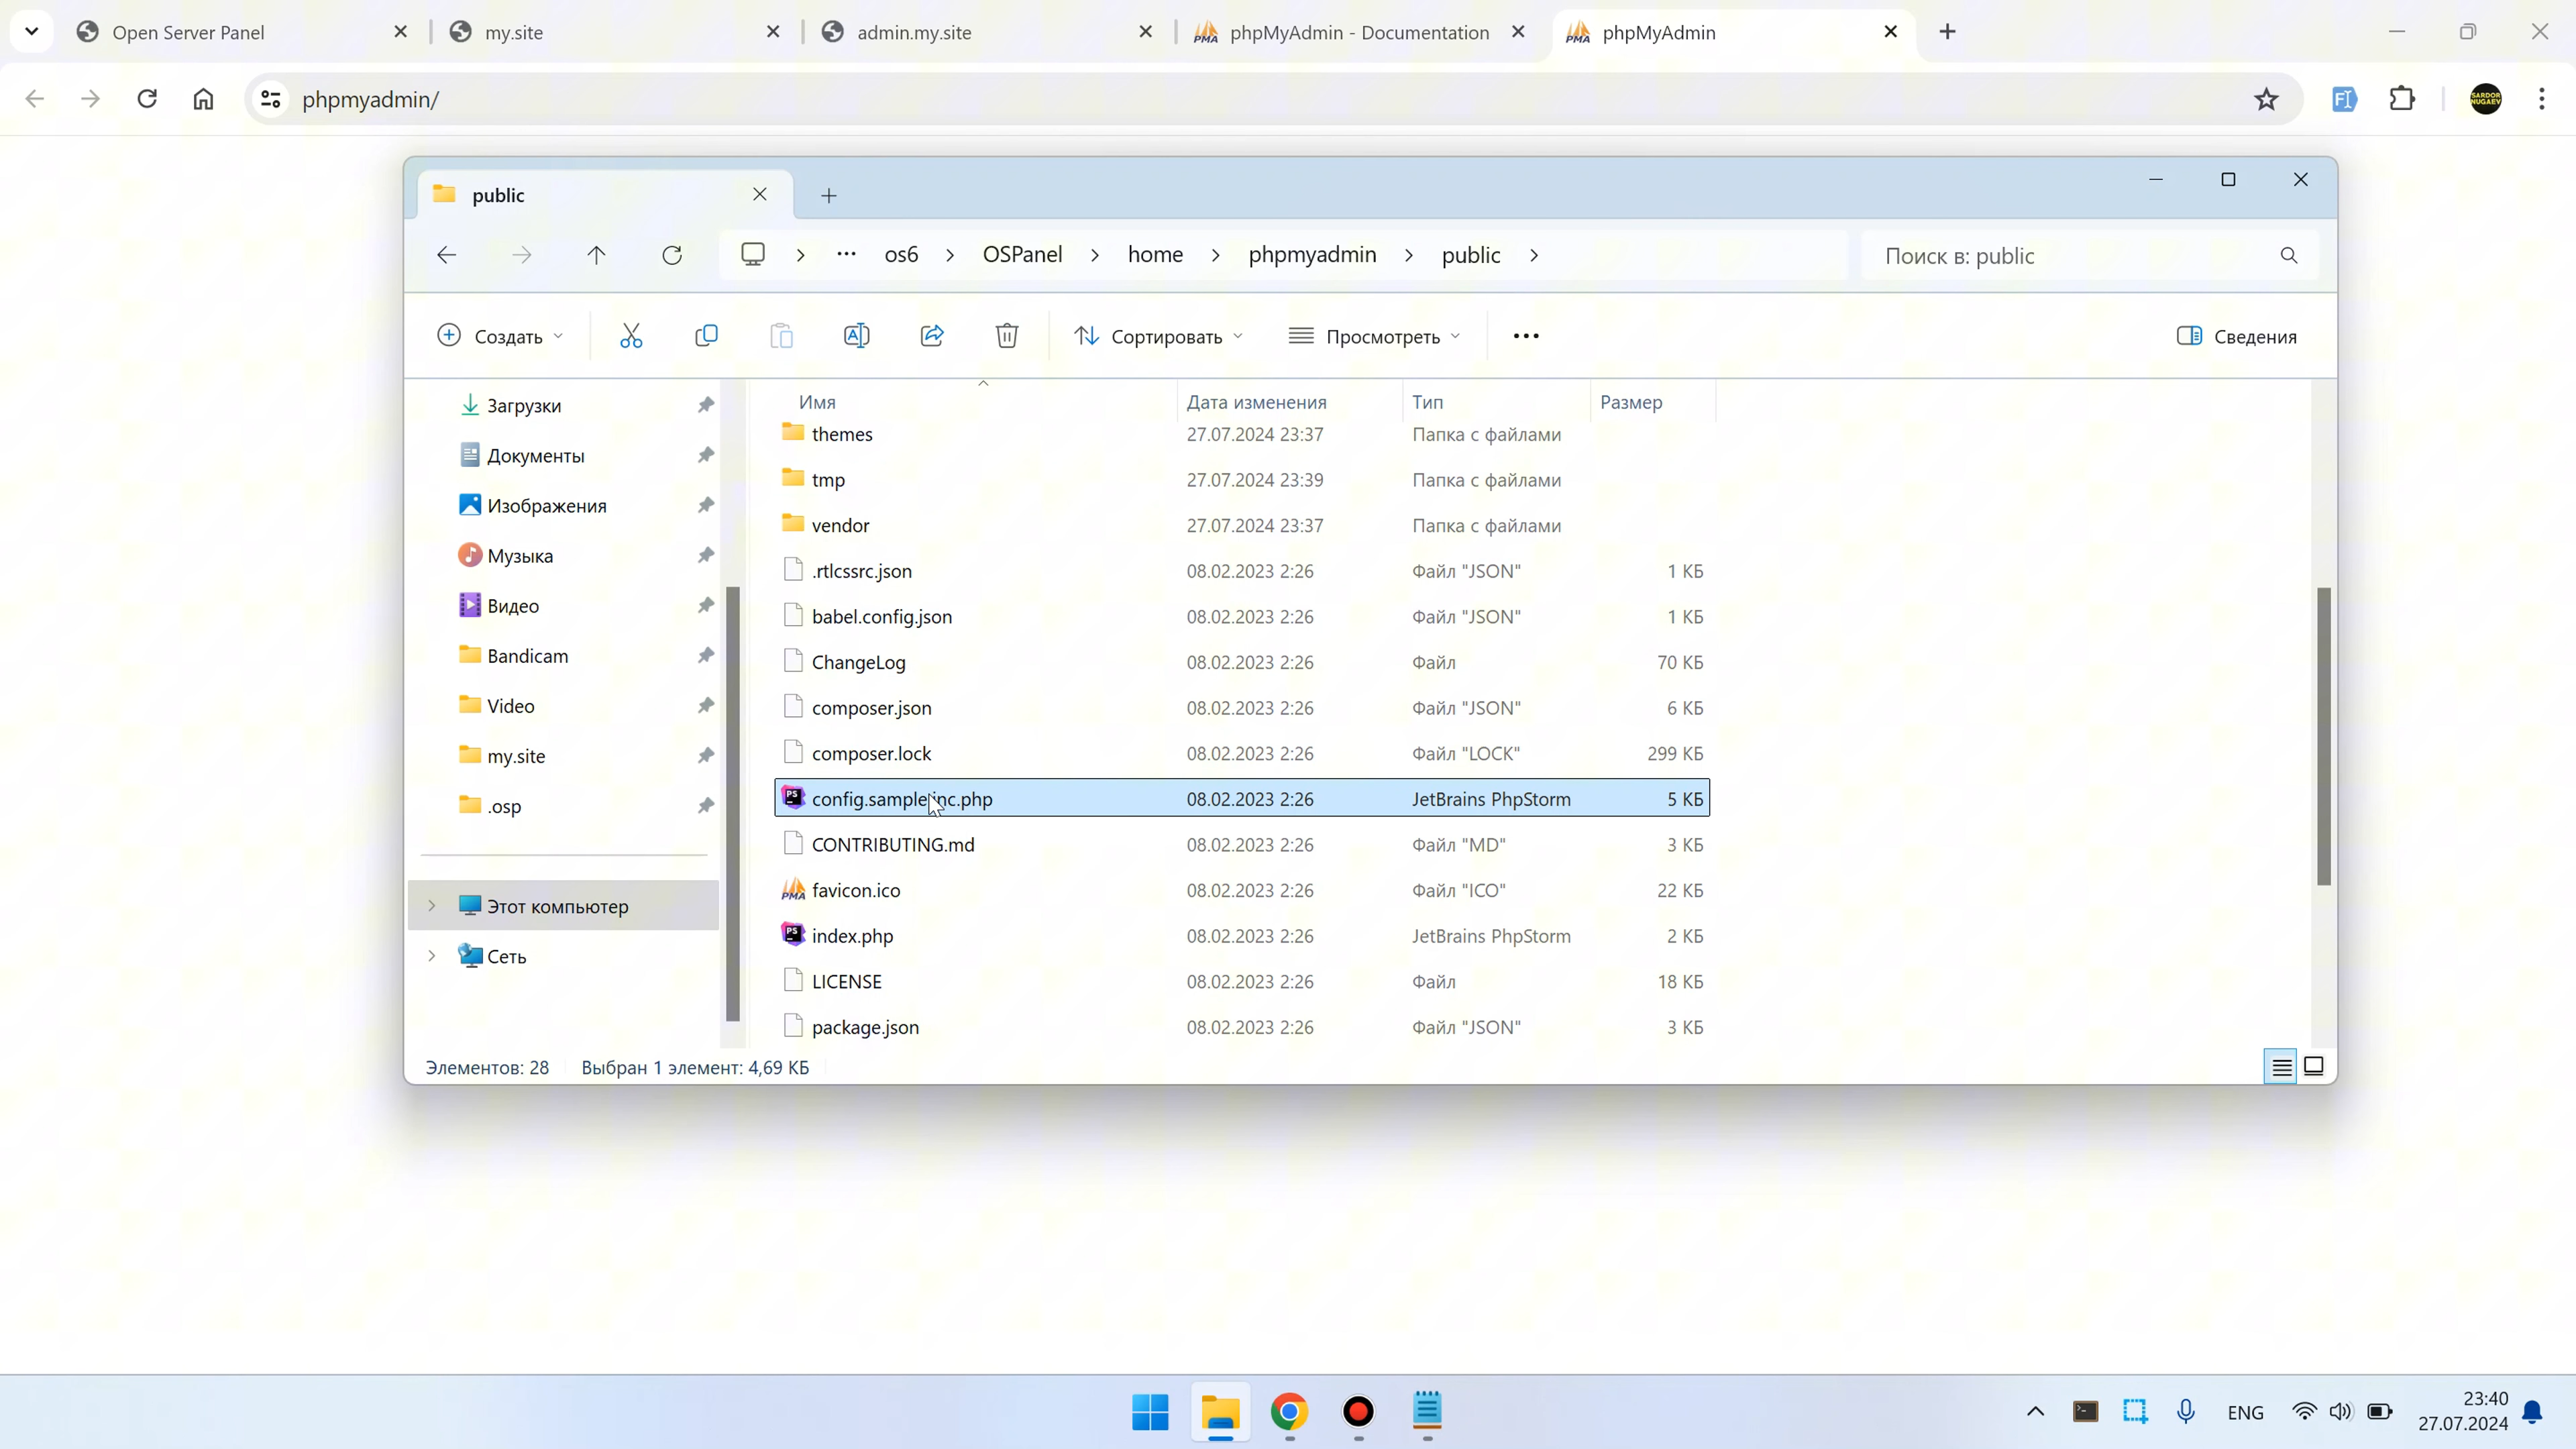 Open Server Panel
my.site
admin.my.site
PMA
phpMyAdmin - Documentation
PMA
phpMyAdmin
phpmyadmin/
SARDOR
NUGAEV
public
os6
OSPanel
home
phpmyadmin
public
Поиск в: public
Создать
Сортировать
Просмотреть
Сведения
Загрузки
Документы
Изображения
Музыка
Видео
Bandicam
Video
my.site
.osp
Этот компьютер
Сеть
Имя Дата изменения Тип Размер
themes 27.07.2024 23:37 Папка с файлами
tmp 27.07.2024 23:39 Папка с файлами
vendor 27.07.2024 23:37 Папка с файлами
.rtlcssrc.json 08.02.2023 2:26 Файл "JSON" 1 КБ
babel.config.json 08.02.2023 2:26 Файл "JSON" 1 КБ
ChangeLog 08.02.2023 2:26 Файл 70 КБ
composer.json 08.02.2023 2:26 Файл "JSON" 6 КБ
composer.lock 08.02.2023 2:26 Файл "LOCK" 299 КБ
config.sample.inc.php 08.02.2023 2:26 JetBrains PhpStorm 5 КБ
CONTRIBUTING.md 08.02.2023 2:26 Файл "MD" 3 КБ
favicon.ico 08.02.2023 2:26 Файл "ICO" 22 КБ
index.php 08.02.2023 2:26 JetBrains PhpStorm 2 КБ
LICENSE 08.02.2023 2:26 Файл 18 КБ
package.json 08.02.2023 2:26 Файл "JSON" 3 КБ
Элементов: 28 Выбран 1 элемент: 4,69 КБ
ENG
23:40
27.07.2024